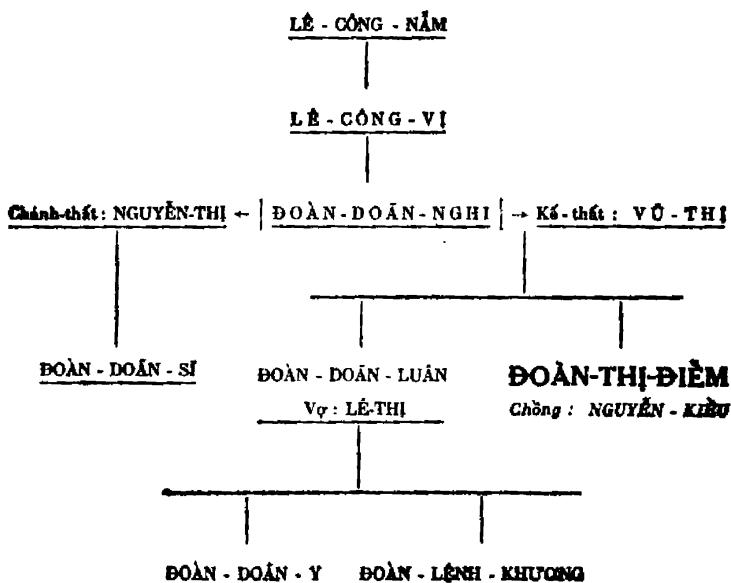 LÊ - CÔNG - NẮM
LÊ - CÔNG - VỊ
Chánh-thất : NGUYỄN-THỊ ← ĐOÀN-DOÃN-NGHI → Kế-thất : VŨ-THỊ
ĐOÀN - DOÃN - SĨ ĐOÀN - DOÃN - LUÂN ĐOÀN-THỊ-ĐIỂM
Vợ : LÊ-THỊ Chồng : NGUYỄN - KIỀU
ĐOÀN - DOÃN - Y ĐOÀN - LỆNH - KHƯƠNG